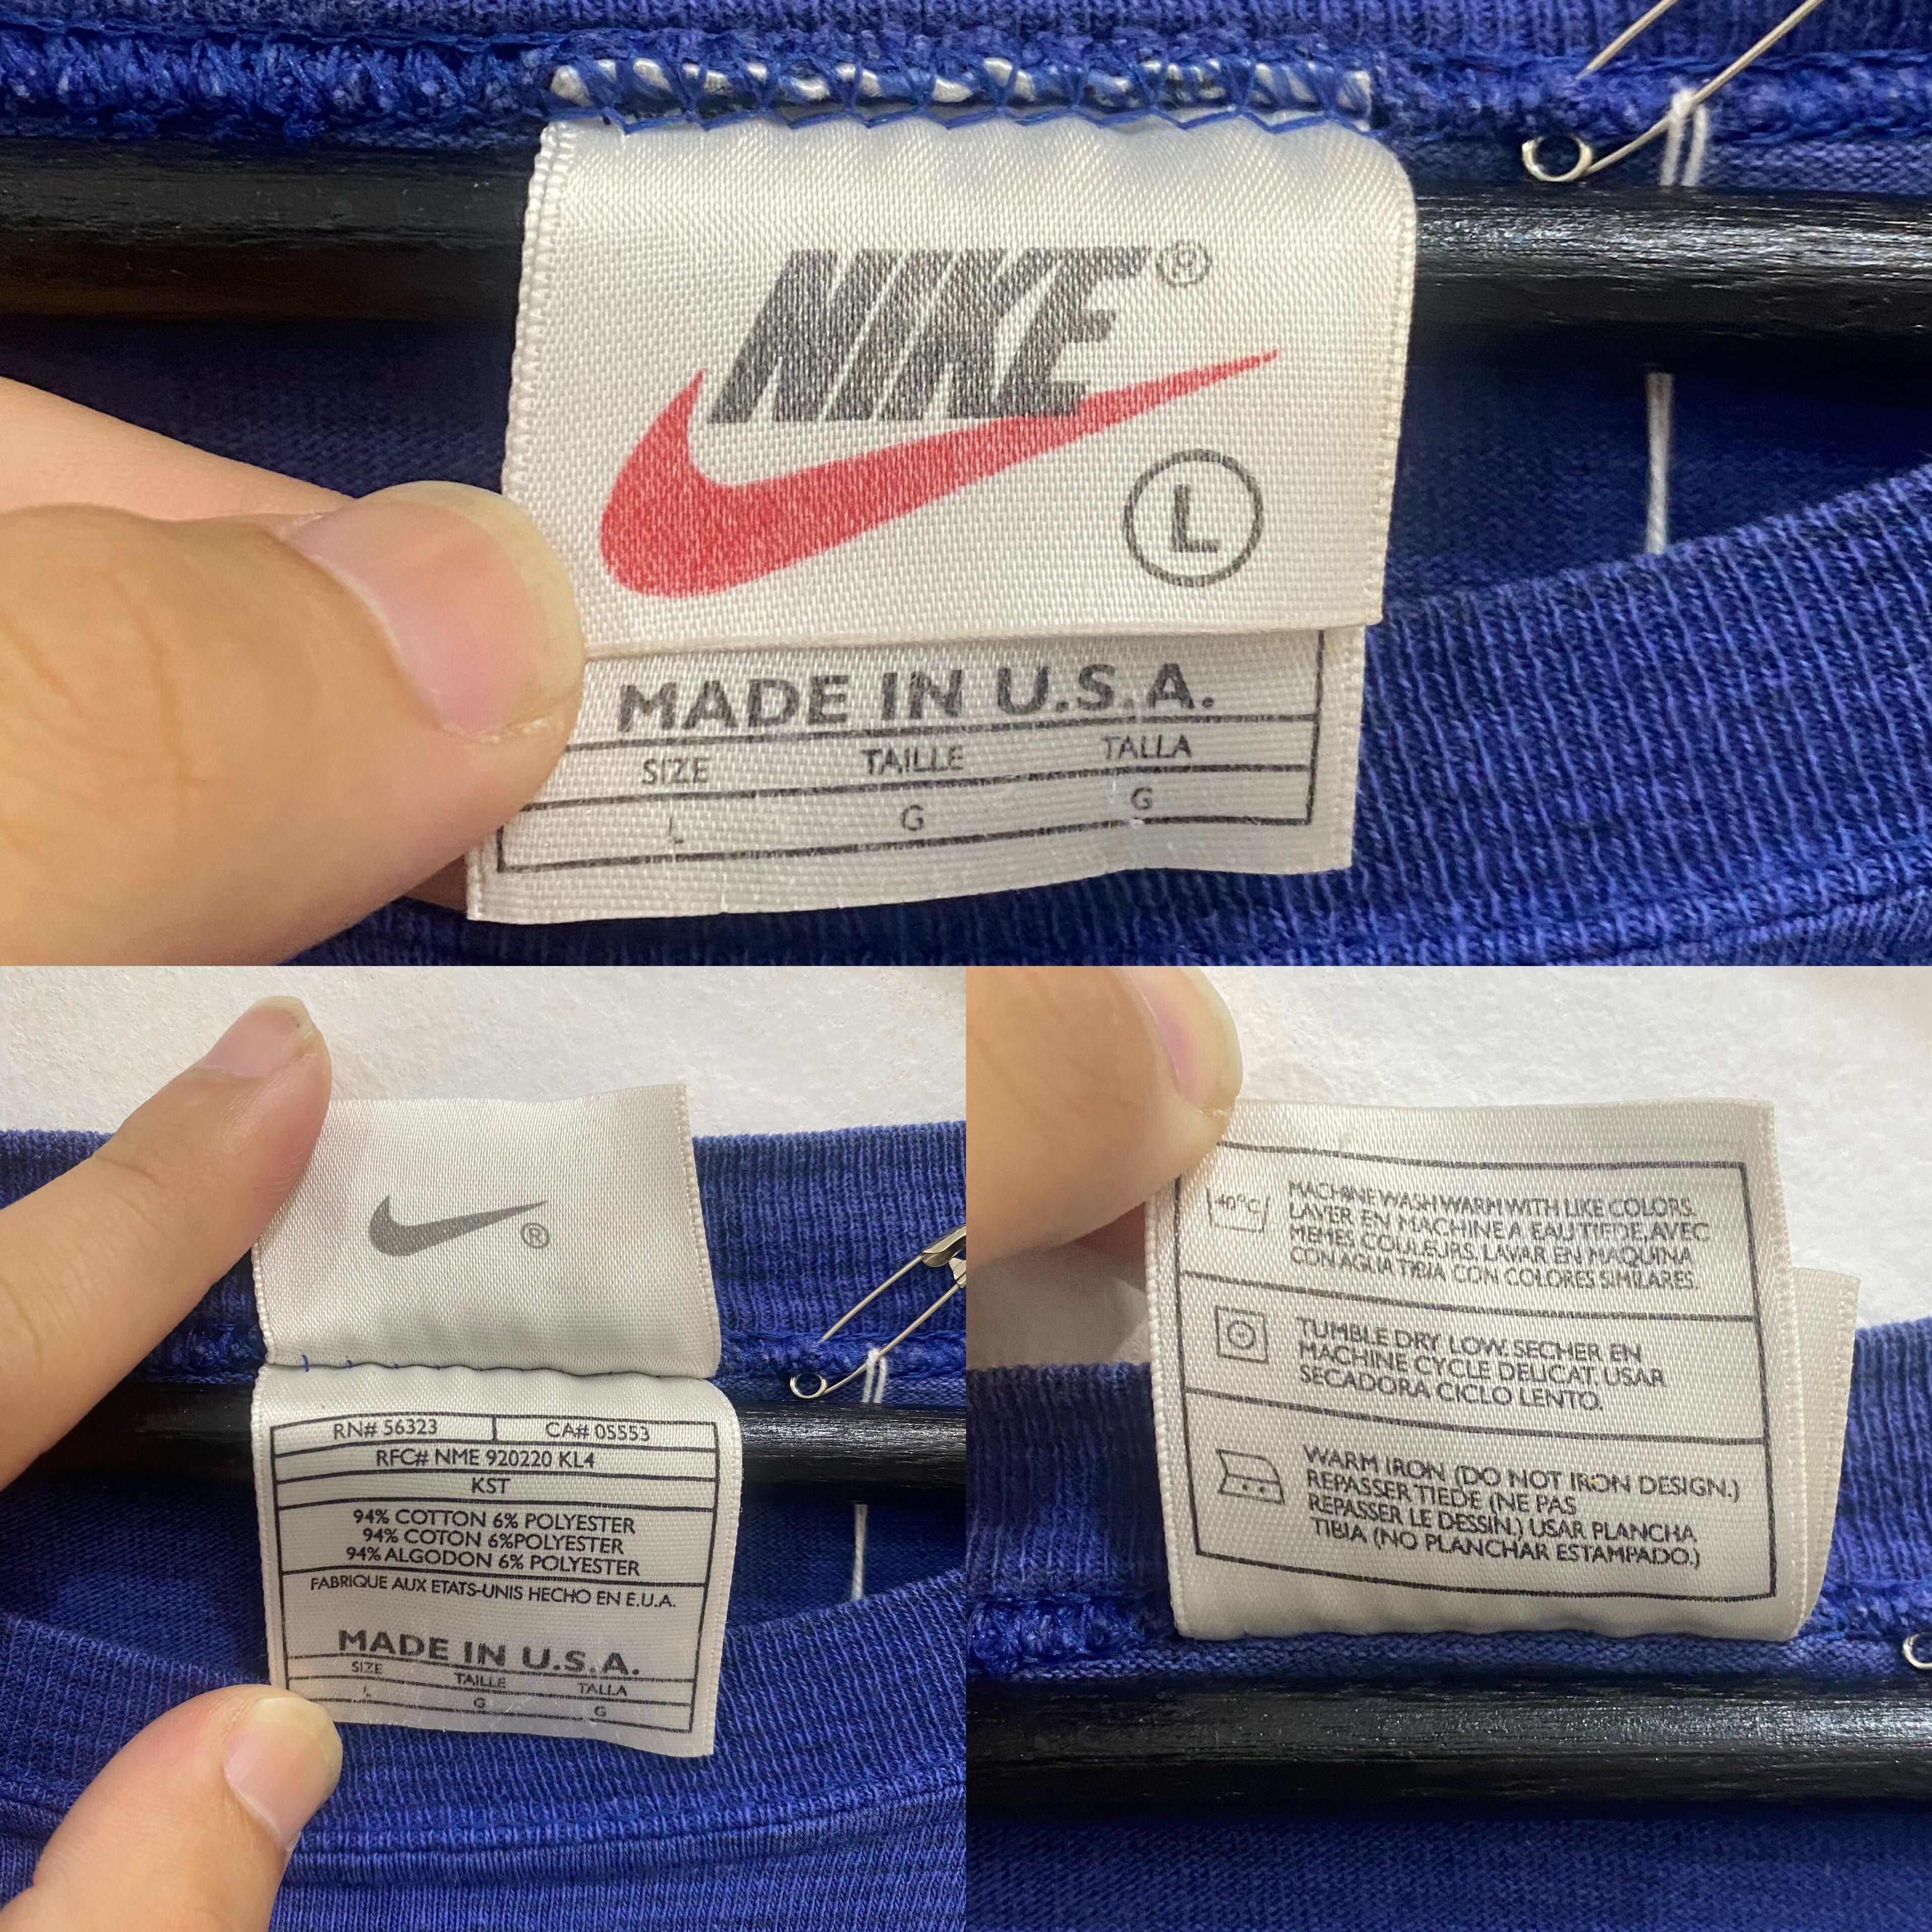 NIKE®
L
MADE IN U.S.A.
SIZE TAILLE TALLA
L G G
®
RN# 56323 CA# 05553
RFC# NME 920220 KL4
KST
94% COTTON 6% POLYESTER
94% COTON 6%POLYESTER
94% ALGODON 6% POLYESTER
FABRIQUE AUX ETATS-UNIS HECHO EN E.U.A.
MADE IN U.S.A.
SIZE TAILLE TALLA
L G G
40°C
MACHINE WASH WARM WITH LIKE COLORS.
LAVER EN MACHINE A EAU TIEDE, AVEC
MEMES COULEURS. LAVAR EN MAQUINA
CON AGUA TIBIA CON COLORES SIMILARES.
TUMBLE DRY LOW. SECHER EN
MACHINE CYCLE DELICAT. USAR
SECADORA CICLO LENTO.
WARM IRON (DO NOT IRON DESIGN.)
REPASSER TIEDE (NE PAS
REPASSER LE DESSIN.) USAR PLANCHA
TIBIA (NO PLANCHAR ESTAMPADO.)